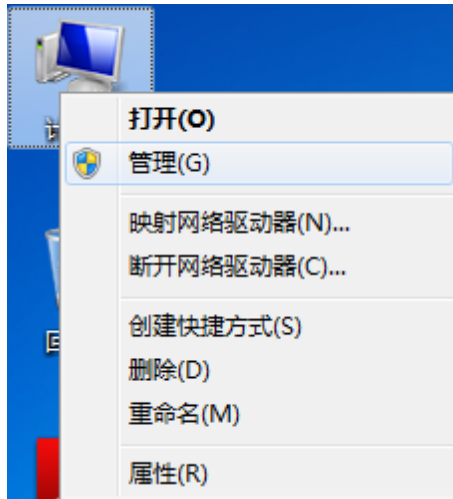 打开(O)
管理(G)
映射网络驱动器(N)...
断开网络驱动器(C)...
创建快捷方式(S)
删除(D)
重命名(M)
属性(R)